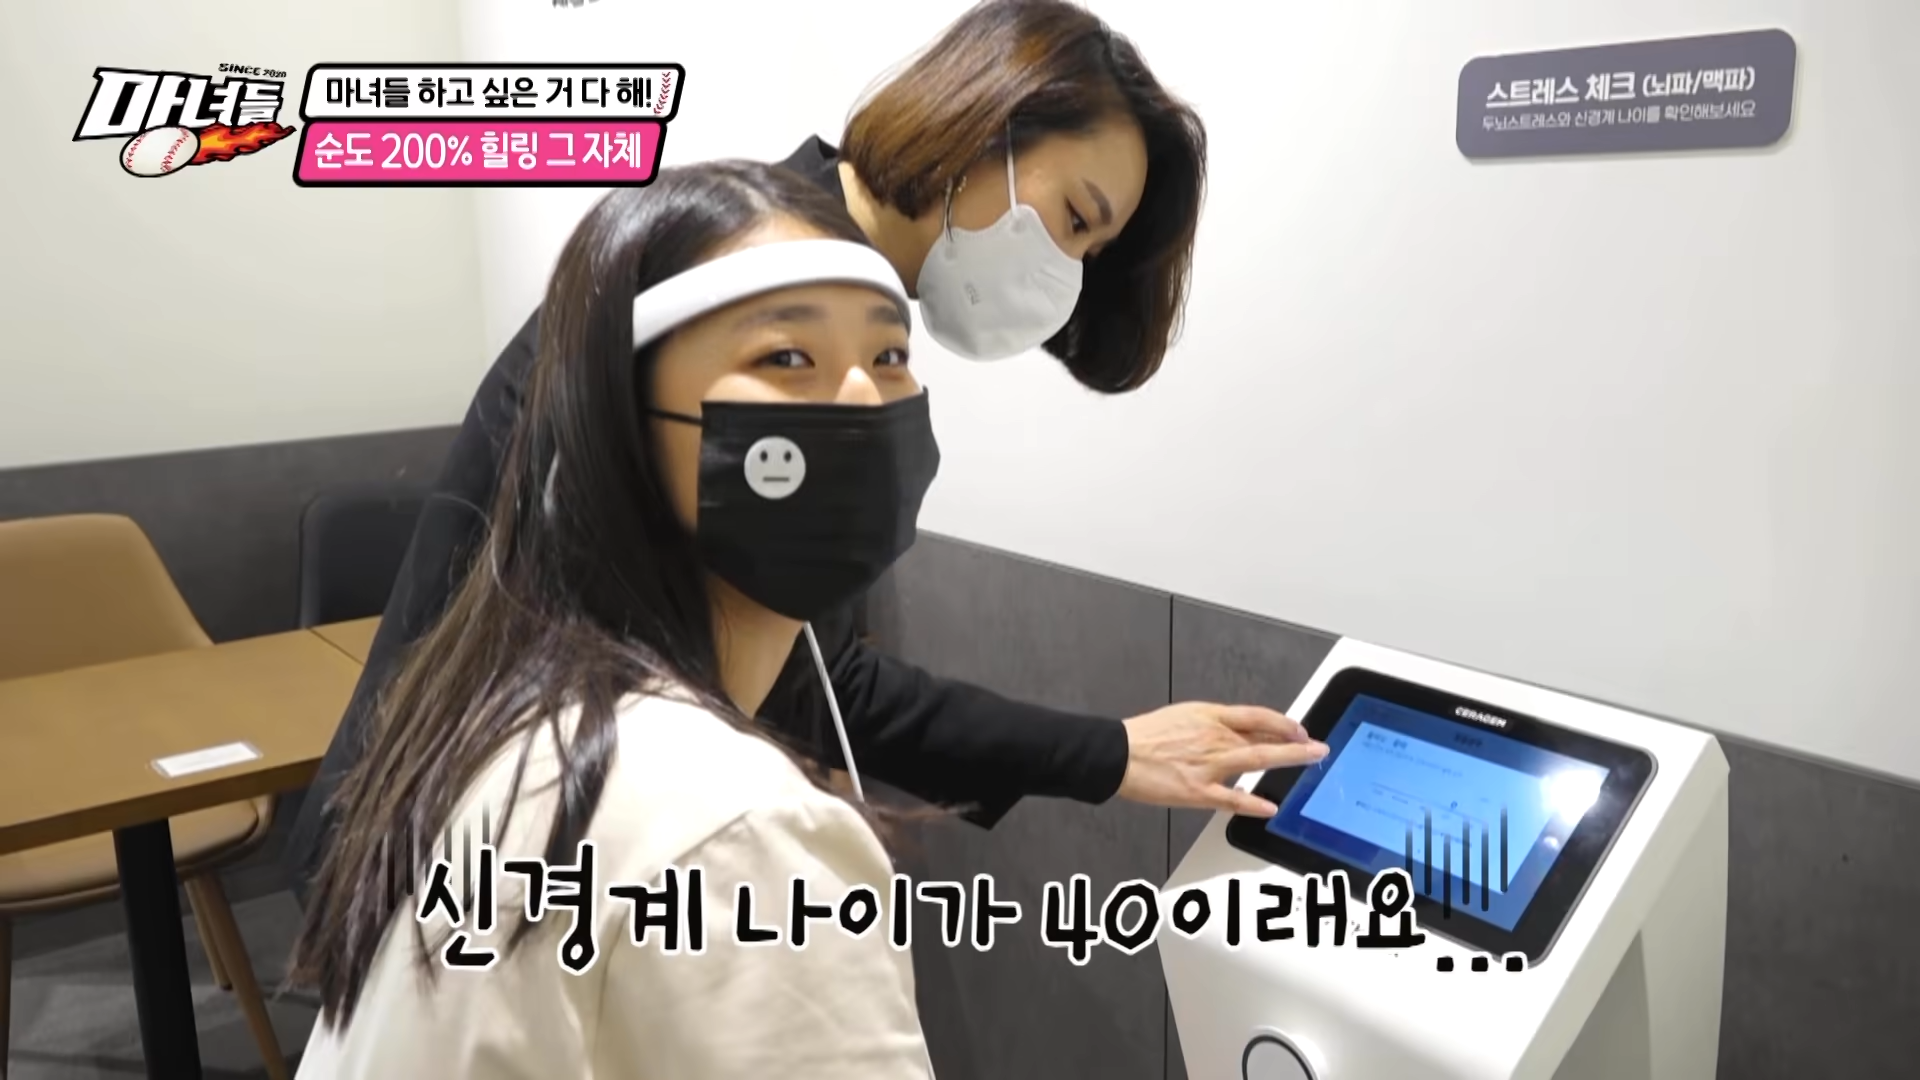 SINCE 2020
마녀들
마녀들 하고 싶은 거 다 해!
순도 200% 힐링 그 자체
스트레스 체크 (뇌파/맥파)
두뇌스트레스와 신경계 나이를 확인해보세요
CERAGEM
신경계 나이가 40이래요...